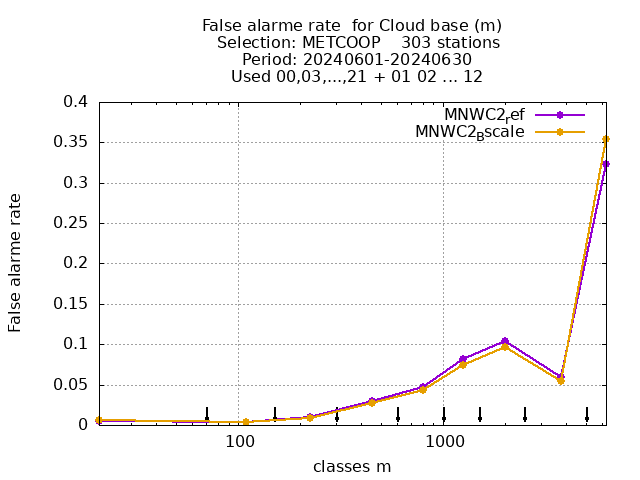 False alarme rate  for Cloud base (m)
Selection: METCOOP    303 stations
Period: 20240601-20240630
Used 00,03,...,21 + 01 02 ... 12
MNWC2ref
MNWC2Bscale
0.4
0.35
0.3
0.25
0.2
0.15
0.1
0.05
0
False alarme rate
100
1000
classes m